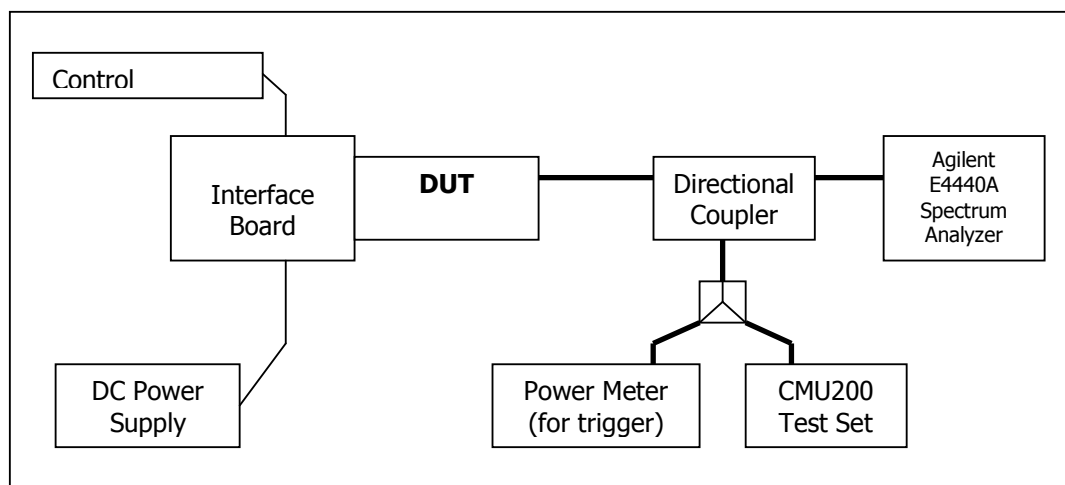 Control
Interface
Board
DUT
Directional
Coupler
Agilent
E4440A
Spectrum
Analyzer
DC Power
Supply
Power Meter
(for trigger)
CMU200
Test Set